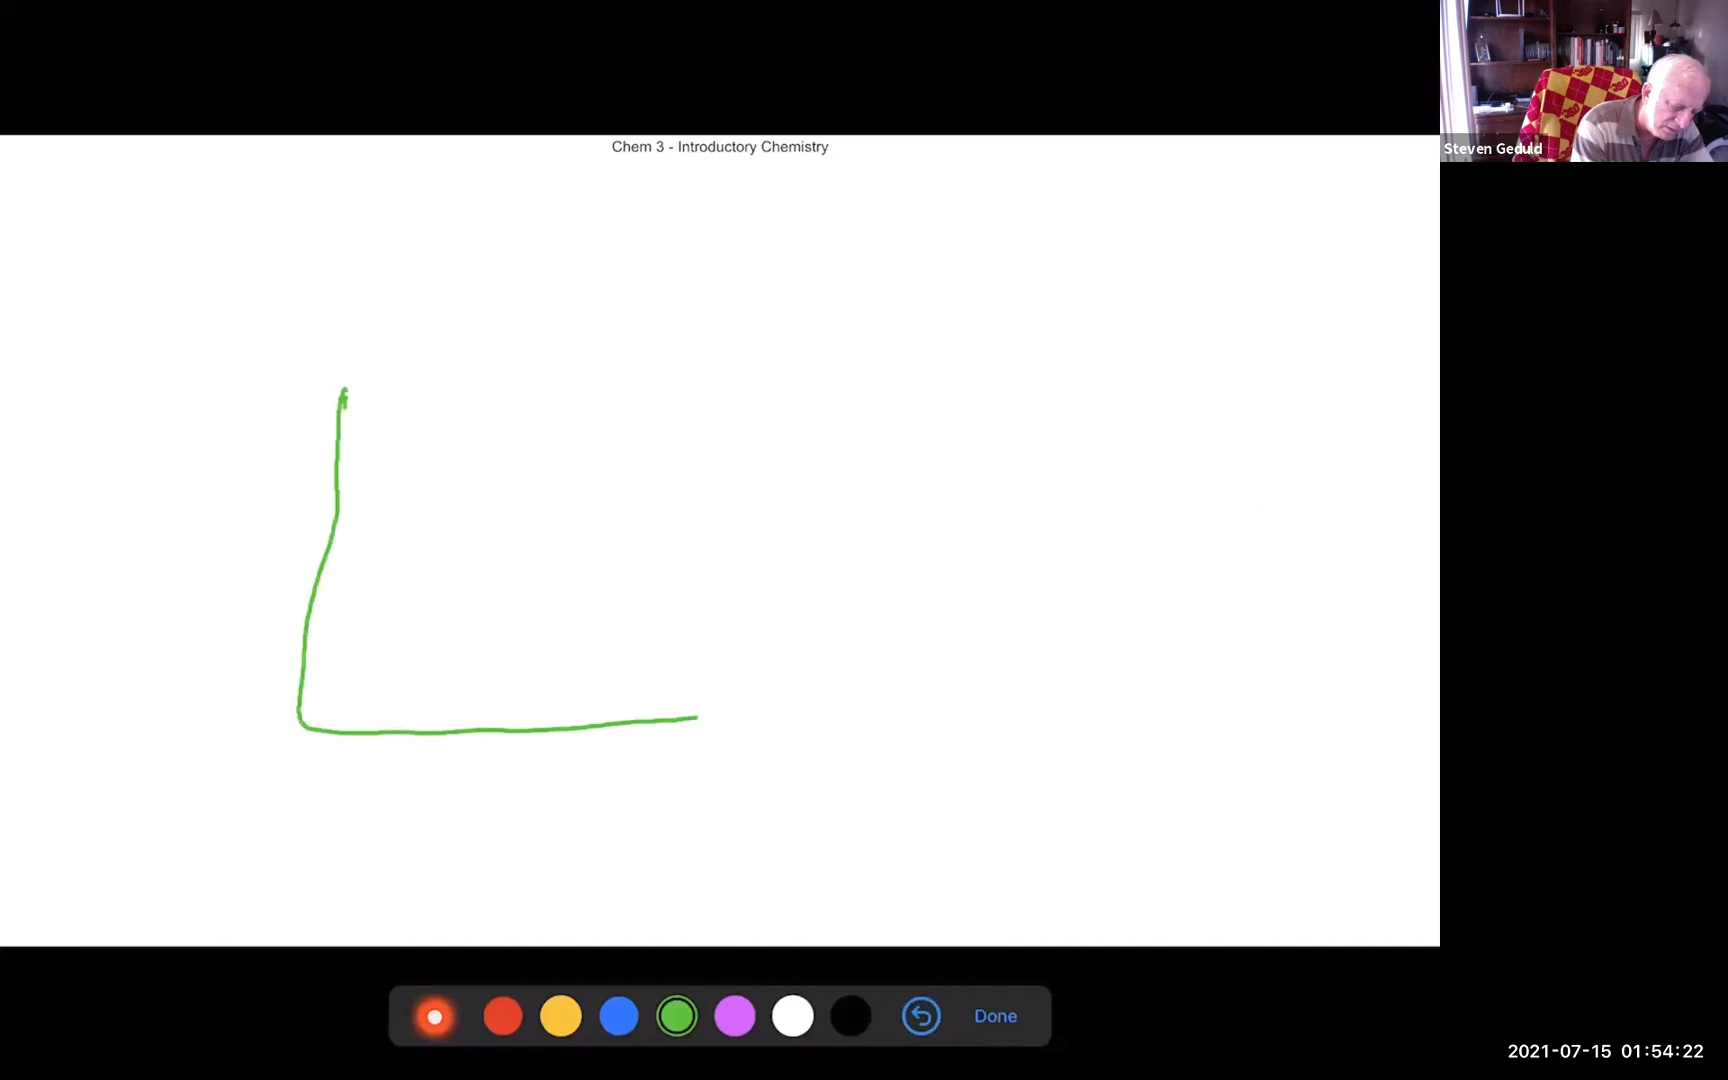 Chem 3 - Introductory Chemistry
Steven Geduld
Done
2021-07-15 01:54:22